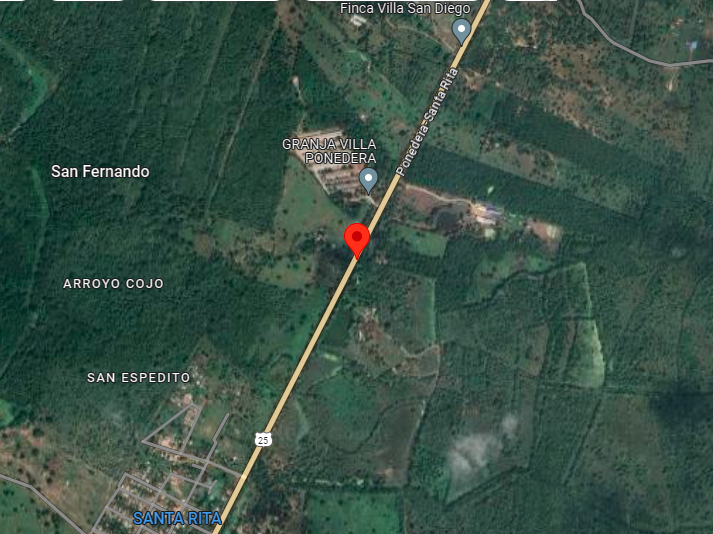 Finca Villa San Diego
Ponedera-Santa Rita
GRANJA VILLA
PONEDERA
San Fernando
ARROYO COJO
SAN ESPEDITO
25
SANTA RITA